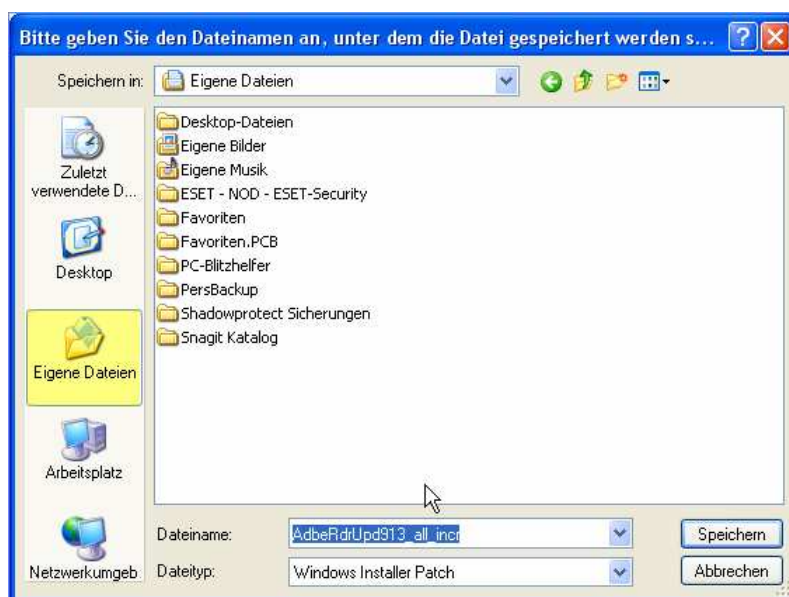 Bitte geben Sie den Dateinamen an, unter dem die Datei gespeichert werden s...
Speichern in:
Eigene Dateien
Zuletzt
verwendete D...
Desktop
Eigene Dateien
Arbeitsplatz
Netzwerkumgeb
Desktop-Dateien
Eigene Bilder
Eigene Musik
ESET - NOD - ESET-Security
Favoriten
Favoriten.PCB
PC-Blitzhelfer
PersBackup
Shadowprotect Sicherungen
Snagit Katalog
Dateiname:
AdbeRdrUpd913_all_incr
Speichern
Dateityp:
Windows Installer Patch
Abbrechen